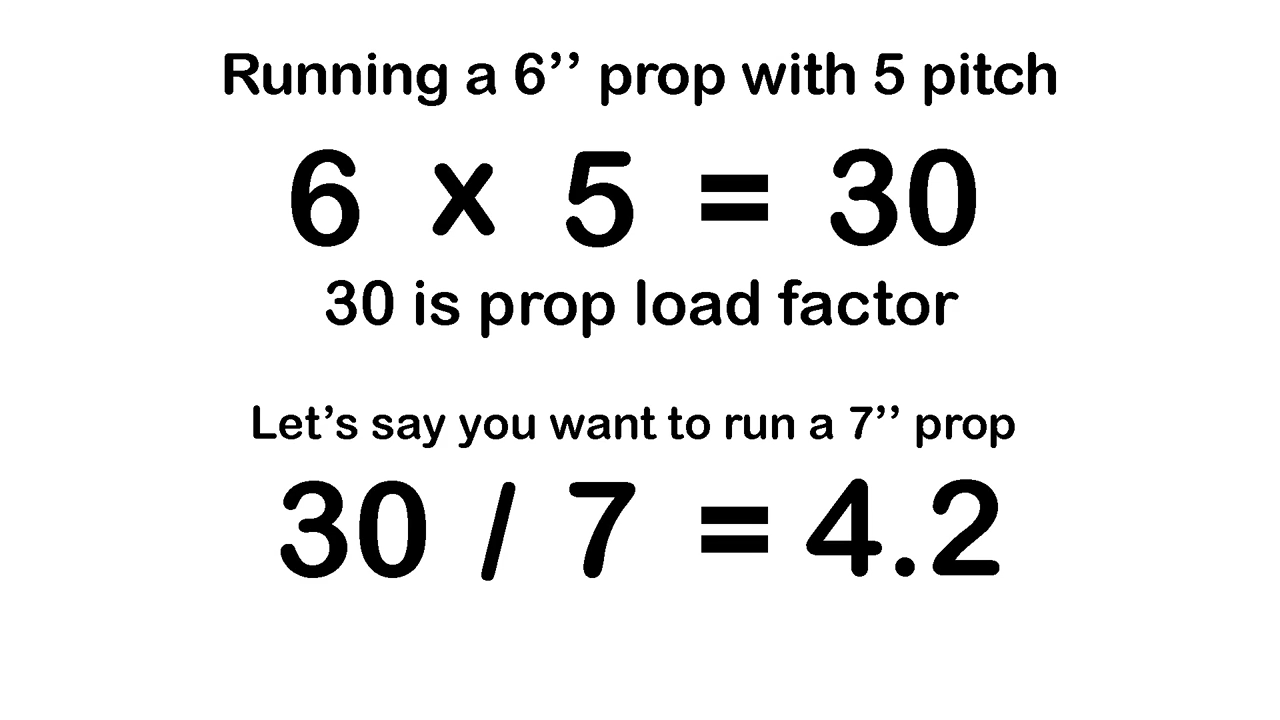 Running a 6’’ prop with 5 pitch
6 × 5 = 30
30 is prop load factor
Let’s say you want to run a 7’’ prop
30 / 7 = 4.2